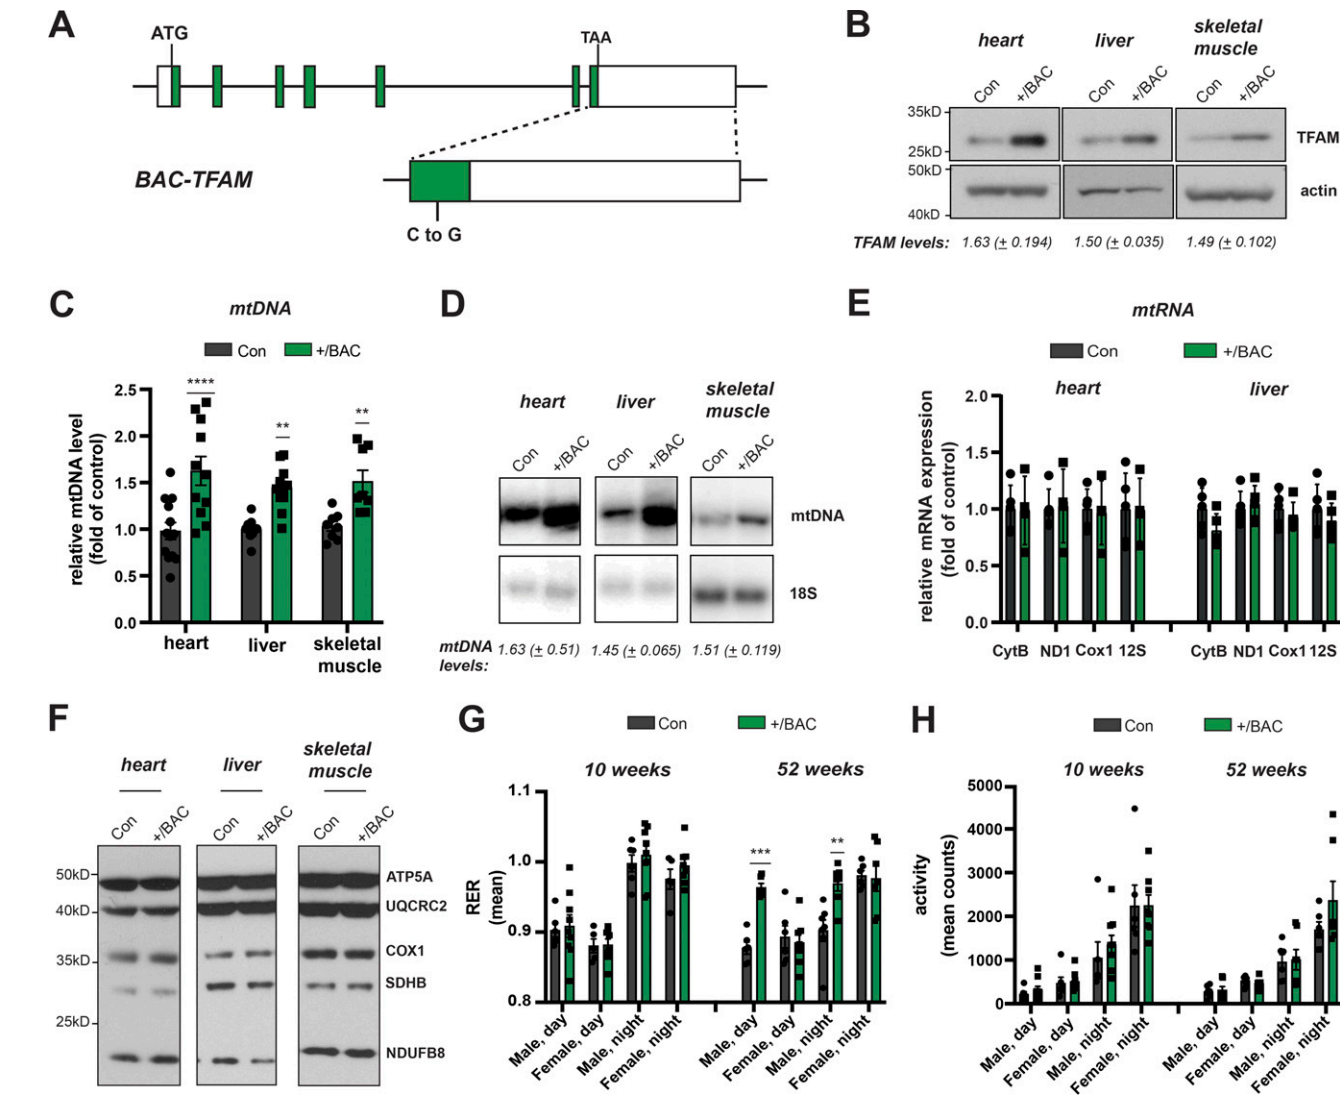 A
ATG
TAA
BAC-TFAM
C to G
B
heart
liver
skeletal
muscle
Con
+/BAC
Con
+/BAC
Con
+/BAC
35kD
25kD
TFAM
50kD
40kD
actin
TFAM levels: 1.63 (± 0.194) 1.50 (± 0.035) 1.49 (± 0.102)
C
mtDNA
Con
+/BAC
relative mtDNA level
(fold of control)
2.5
2.0
1.5
1.0
0.5
0.0
****
**
**
heart
liver
skeletal
muscle
D
heart
liver
skeletal
muscle
Con
+/BAC
Con
+/BAC
Con
+/BAC
mtDNA
18S
mtDNA
levels:
1.63 (± 0.51) 1.45 (± 0.065) 1.51 (± 0.119)
E
mtRNA
Con
+/BAC
heart
liver
relative mRNA expression
(fold of control)
2.0
1.5
1.0
0.5
0.0
CytB ND1 Cox1 12S
CytB ND1 Cox1 12S
F
heart
liver
skeletal
muscle
Con
+/BAC
Con
+/BAC
Con
+/BAC
50kD
40kD
35kD
25kD
ATP5A
UQCRC2
COX1
SDHB
NDUFB8
G
Con
+/BAC
10 weeks
52 weeks
RER
(mean)
1.1
1.0
0.9
0.8
***
**
Male, day
Female, day
Male, night
Female, night
Male, day
Female, day
Male, night
Female, night
H
Con
+/BAC
10 weeks
52 weeks
activity
(mean counts)
5000
4000
3000
2000
1000
0
Male, day
Female, day
Male, night
Female, night
Male, day
Female, day
Male, night
Female, night